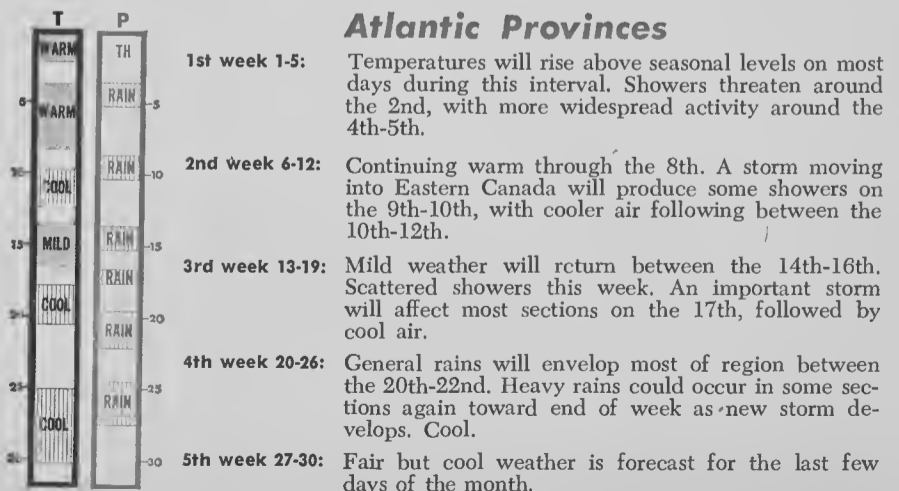 T
P
Atlantic Provinces
WARM
TH
RAIN
5
WARM
10
COOL
RAIN
10
15
MILD
RAIN
15
RAIN
COOL
RAIN
20
25
RAIN
25
COOL
30
1st week 1-5: Temperatures will rise above seasonal levels on most
days during this interval. Showers threaten around
the 2nd, with more widespread activity around the
4th-5th.
2nd week 6-12: Continuing warm through the 8th. A storm moving
into Eastern Canada will produce some showers on
the 9th-10th, with cooler air following between the
10th-12th.
3rd week 13-19: Mild weather will return between the 14th-16th.
Scattered showers this week. An important storm
will affect most sections on the 17th, followed by
cool air.
4th week 20-26: General rains will envelop most of region between
the 20th-22nd. Heavy rains could occur in some sec-
tions again toward end of week as new storm de-
velops. Cool.
5th week 27-30: Fair but cool weather is forecast for the last few
days of the month.